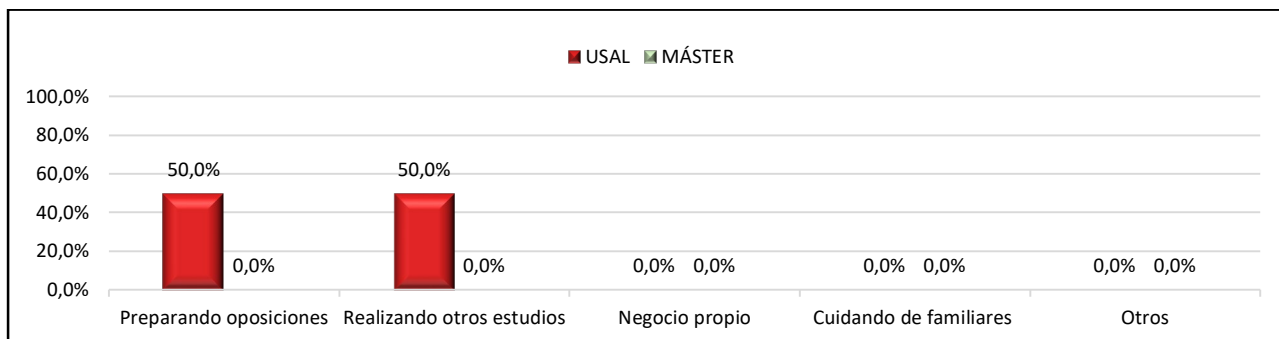 USAL MÁSTER
100,0%
80,0%
60,0%
40,0%
20,0%
0,0%
50,0% 0,0% 50,0% 0,0% 0,0% 0,0% 0,0% 0,0% 0,0% 0,0%
Preparando oposiciones Realizando otros estudios Negocio propio Cuidando de familiares Otros